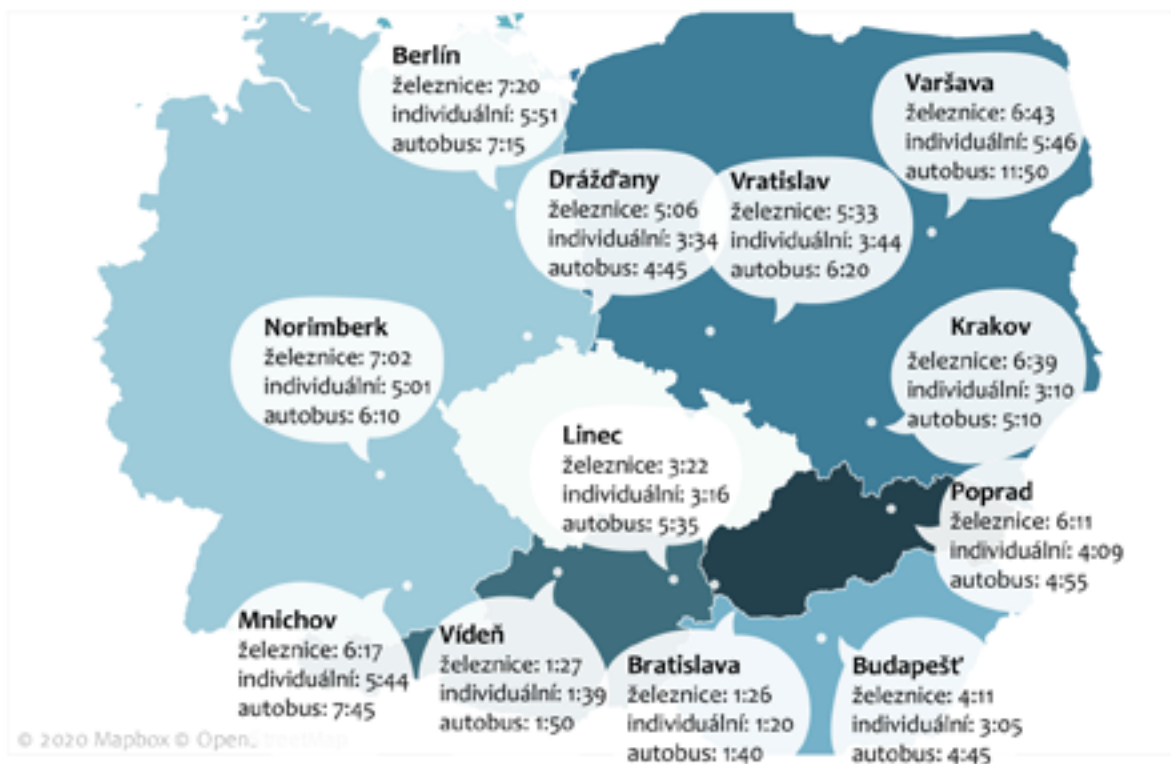 Berlín
železnice: 7:20
individuální: 5:51
autobus: 7:15
Varšava
železnice: 6:43
individuální: 5:46
autobus: 11:50
Drážďany
železnice: 5:06
individuální: 3:34
autobus: 4:45
Vratislav
železnice: 5:33
individuální: 3:44
autobus: 6:20
Norimberk
železnice: 7:02
individuální: 5:01
autobus: 6:10
Krakov
železnice: 6:39
individuální: 3:10
autobus: 5:10
Linec
železnice: 3:22
individuální: 3:16
autobus: 5:35
Poprad
železnice: 6:11
individuální: 4:09
autobus: 4:55
Mnichov
železnice: 6:17
individuální: 5:44
autobus: 7:45
Vídeň
železnice: 1:27
individuální: 1:39
autobus: 1:50
Bratislava
železnice: 1:26
individuální: 1:20
autobus: 1:40
Budapešť
železnice: 4:11
individuální: 3:05
autobus: 4:45
© 2020 Mapbox © OpenStreetMap